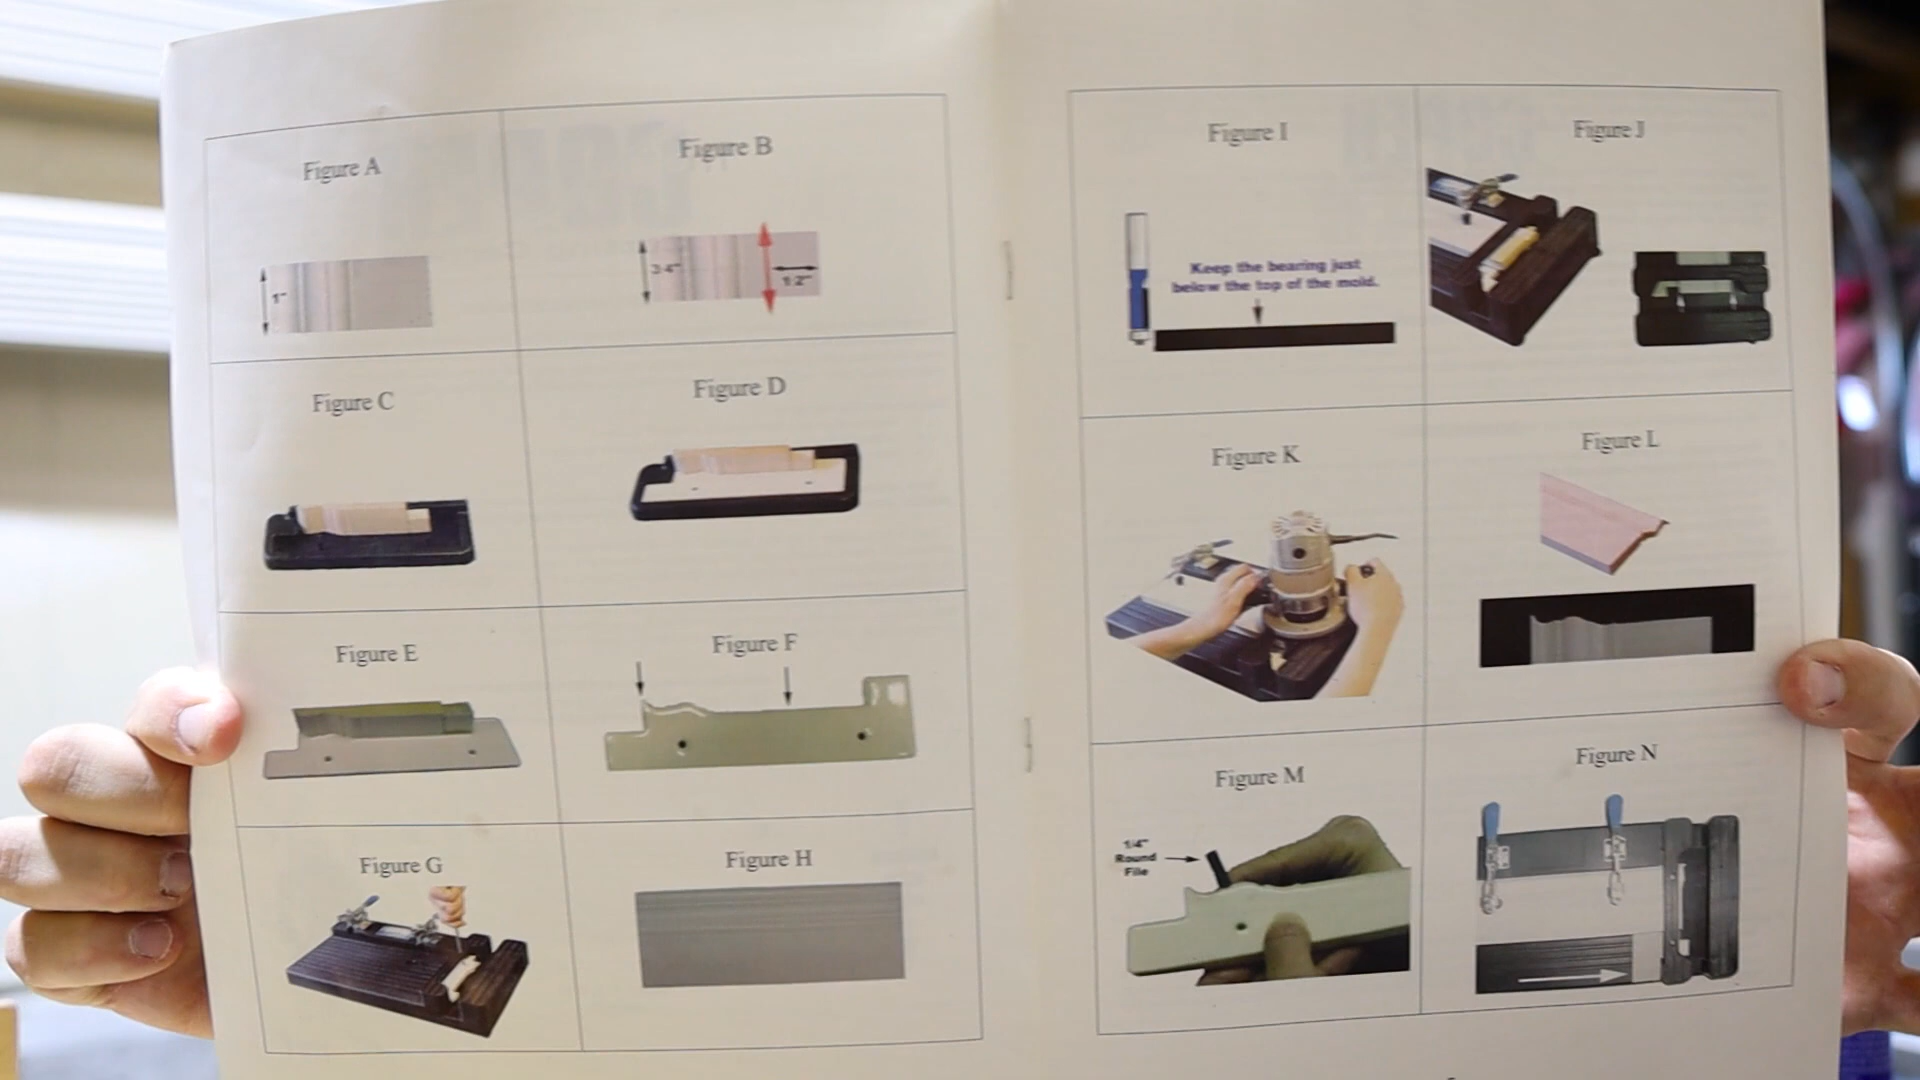 Figure A
1"
Figure B
3/4"
1/2"
Figure C
Figure D
Figure E
Figure F
Figure G
Figure H
Figure I
Keep the bearing just
below the top of the mold.
Figure J
Figure K
Figure L
Figure M
1/4"
Round
File
Figure N